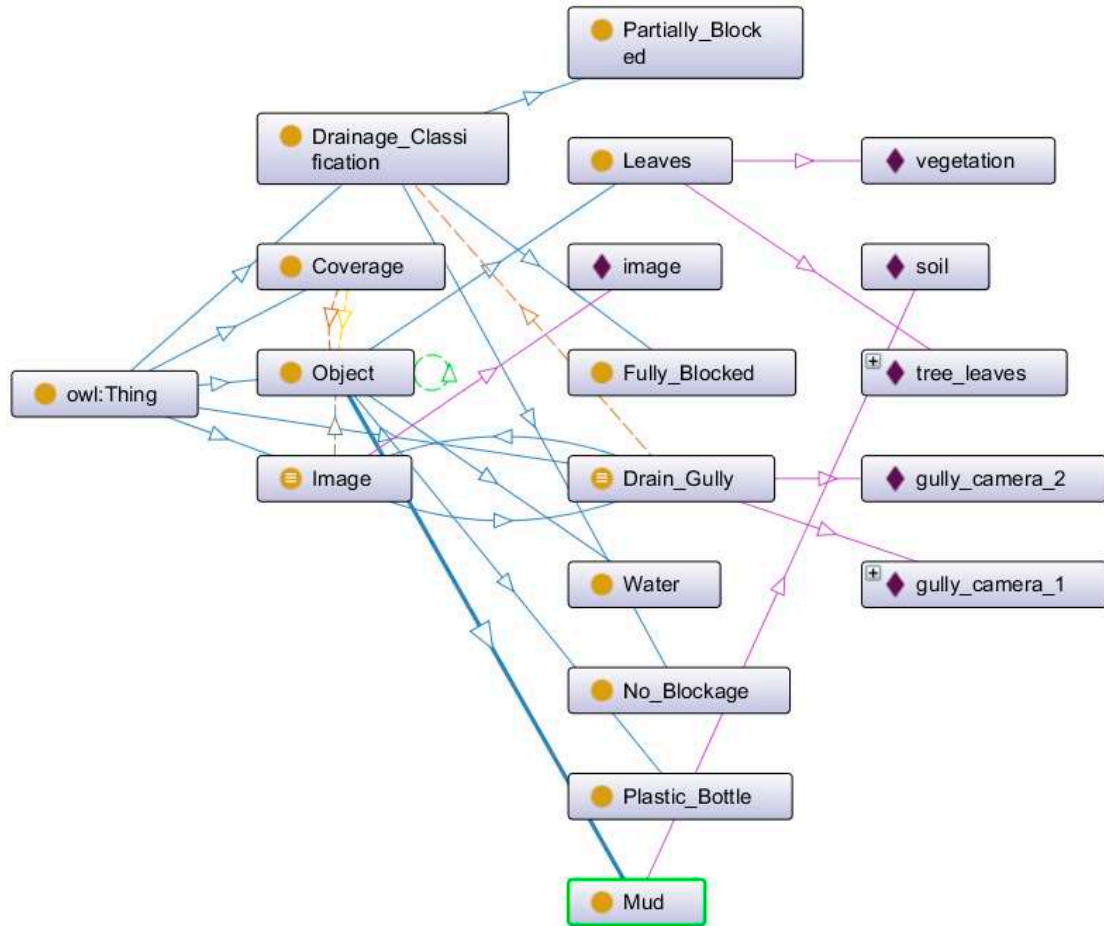 Partially_Block
ed
Drainage_Classi
fication
Leaves
vegetation
Coverage
image
soil
owl:Thing
Object
Fully_Blocked
tree_leaves
Image
Drain_Gully
gully_camera_2
Water
gully_camera_1
No_Blockage
Plastic_Bottle
Mud